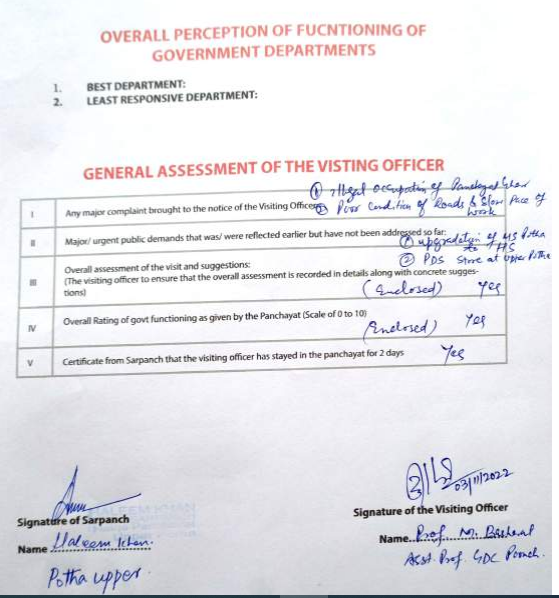 OVERALL PERCEPTION OF FUCNTIONING OF
GOVERNMENT DEPARTMENTS
1. BEST DEPARTMENT:
2. LEAST RESPONSIVE DEPARTMENT:
GENERAL ASSESSMENT OF THE VISTING OFFICER
① Illegal occupation of Panchayat Ghar
I Any major complaint brought to the notice of the Visiting Officer: ② Poor Condition of Roads & Slow Pace of
work
II Major/ urgent public demands that was/ were reflected earlier but have not been addressed so far: ① upgradation of MS Potha
to HS
② PDS store at upper Potha
III Overall assessment of the visit and suggestions:
(The visiting officer to ensure that the overall assessment is recorded in details along with concrete sugges-
tions) (Enclosed) Yes
IV Overall Rating of govt functioning as given by the Panchayat (Scale of 0 to 10) (Enclosed) Yes
V Certificate from Sarpanch that the visiting officer has stayed in the panchayat for 2 days Yes
03/11/2022
Signature of Sarpanch
Name Haleem Khan.
Potha upper.
Signature of the Visiting Officer
Name.. Prof. M.
Asst. Prof. GDC Poonch.